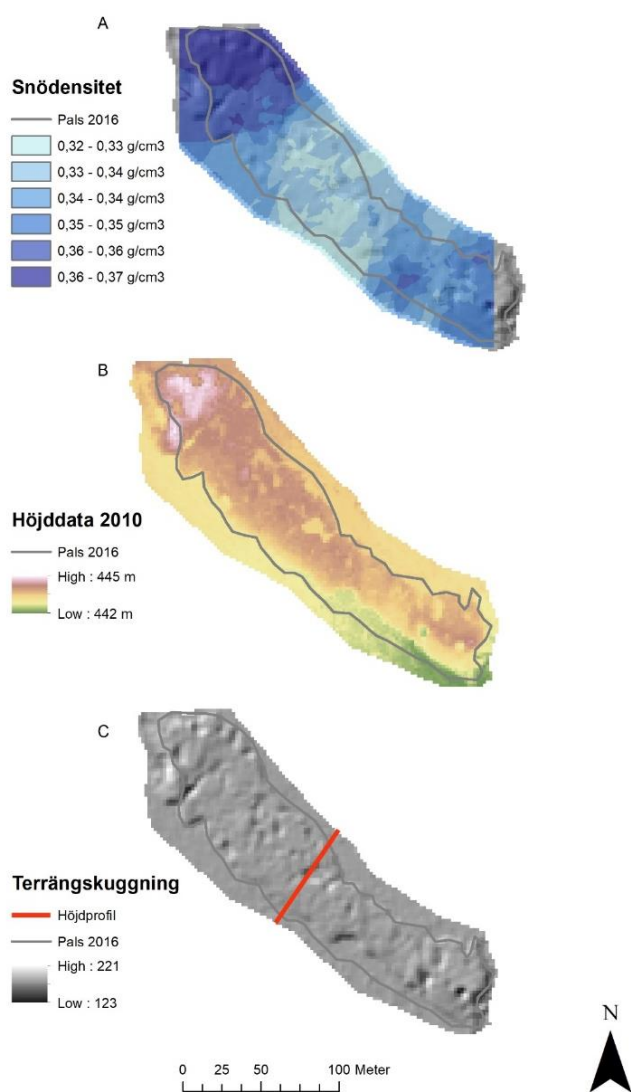 A
Snödensitet
Pals 2016
0,32 - 0,33 g/cm3
0,33 - 0,34 g/cm3
0,34 - 0,34 g/cm3
0,35 - 0,35 g/cm3
0,36 - 0,36 g/cm3
0,36 - 0,37 g/cm3
B
Höjddata 2010
Pals 2016
High : 445 m
Low : 442 m
C
Terrängskuggning
Höjdprofil
Pals 2016
High : 221
Low : 123
N
0 25 50 100 Meter